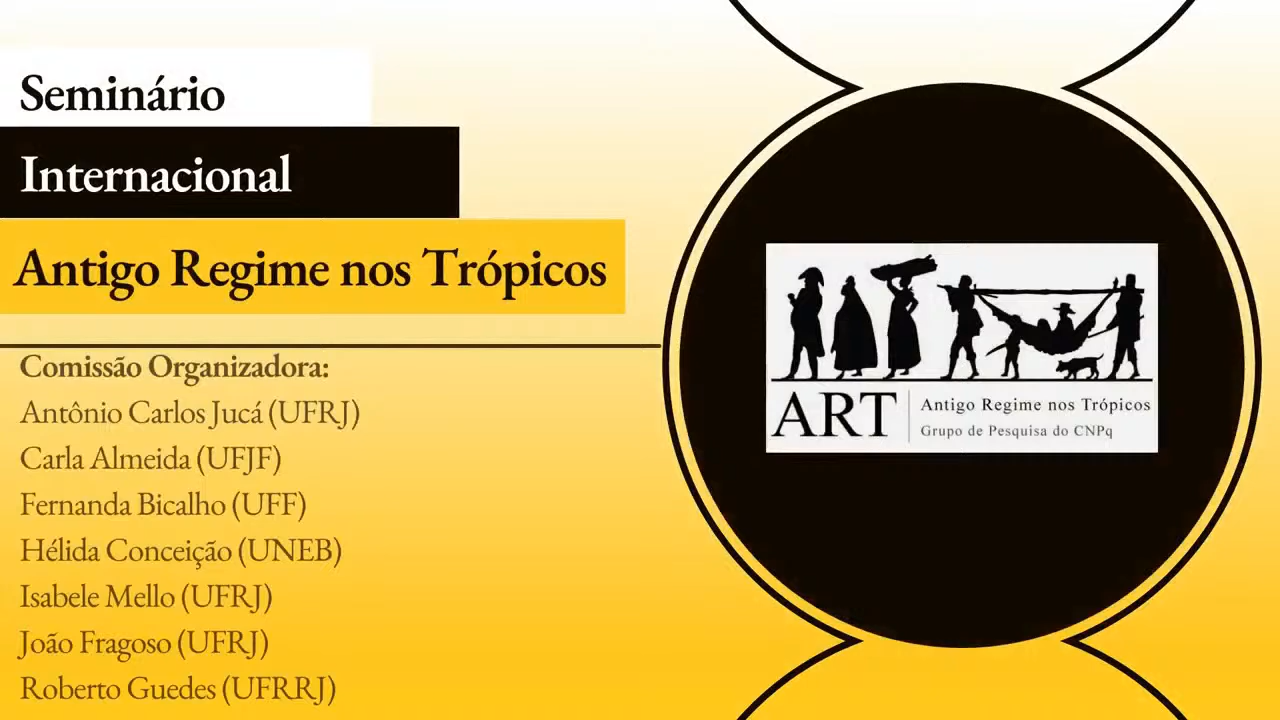 Seminário
Internacional
Antigo Regime nos Trópicos
Comissão Organizadora:
Antônio Carlos Jucá (UFRJ)
Carla Almeida (UFJF)
Fernanda Bicalho (UFF)
Hélida Conceição (UNEB)
Isabele Mello (UFRJ)
João Fragoso (UFRJ)
Roberto Guedes (UFRRJ)
ART
Antigo Regime nos Trópicos
Grupo de Pesquisa do CNPq